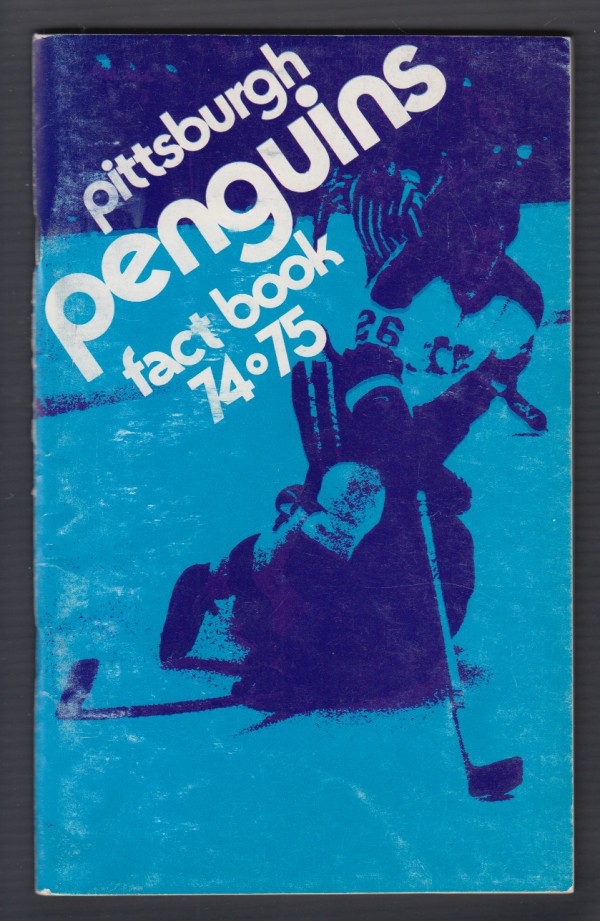 pittsburgh
penguins
fact book
74•75
26